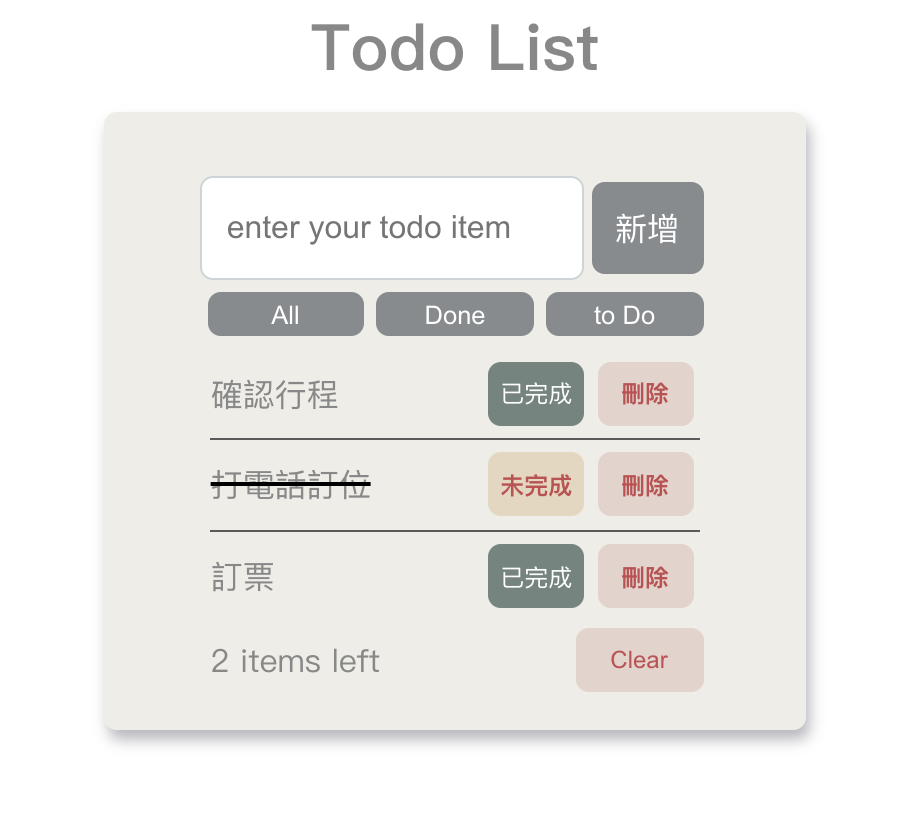 Todo List
enter your todo item 新增
All Done to Do
確認行程 已完成 刪除
打電話訂位 未完成 刪除
訂票 已完成 刪除
2 items left Clear